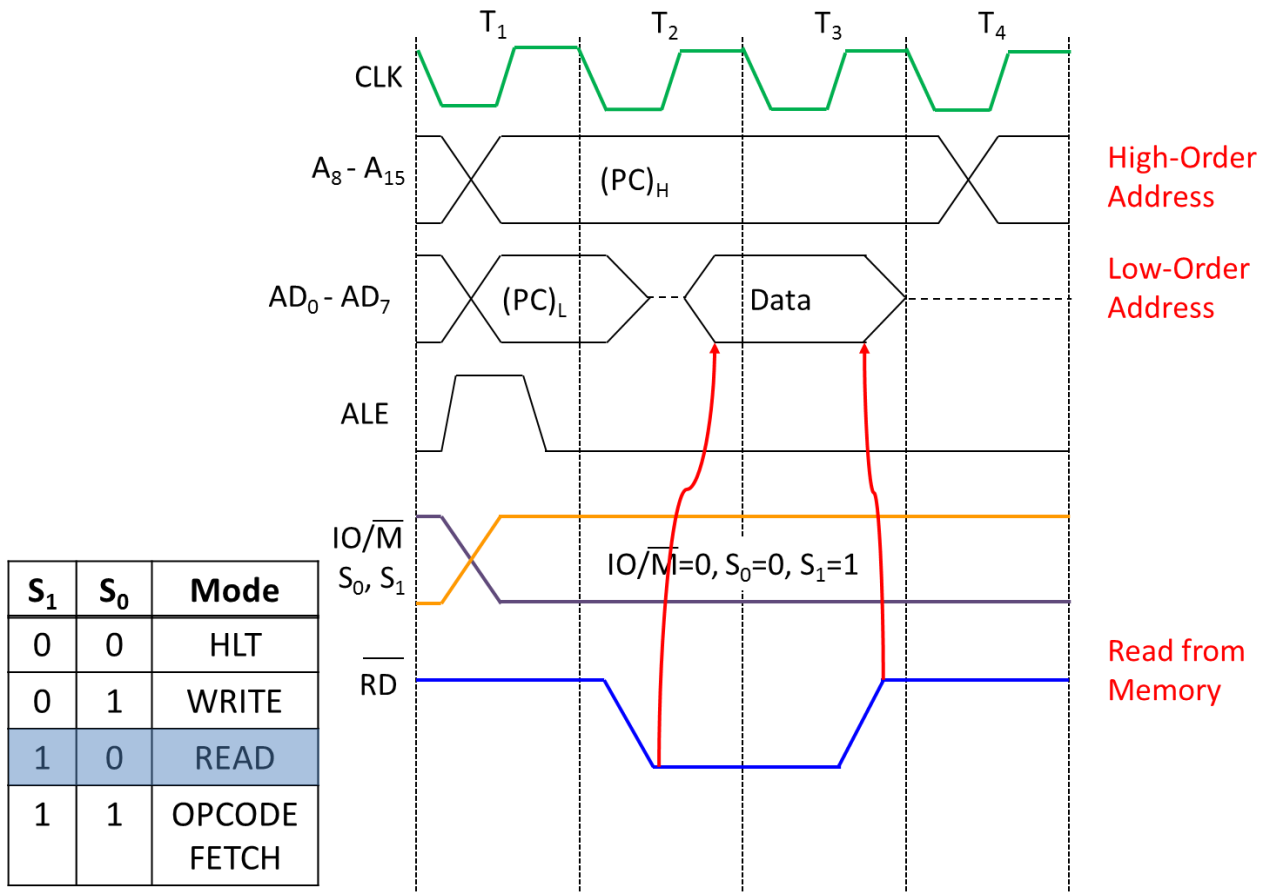 T₁ T₂ T₃ T₄
CLK
A₈ - A₁₅ (PC)H High-Order
Address
AD₀ - AD₇ (PC)L Data Low-Order
Address
ALE
IO/M̅
S₀, S₁ IO/M̅=0, S₀=0, S₁=1
R̅D̅ Read from
Memory
S₁ S₀ Mode
0 0 HLT
0 1 WRITE
1 0 READ
1 1 OPCODE
FETCH